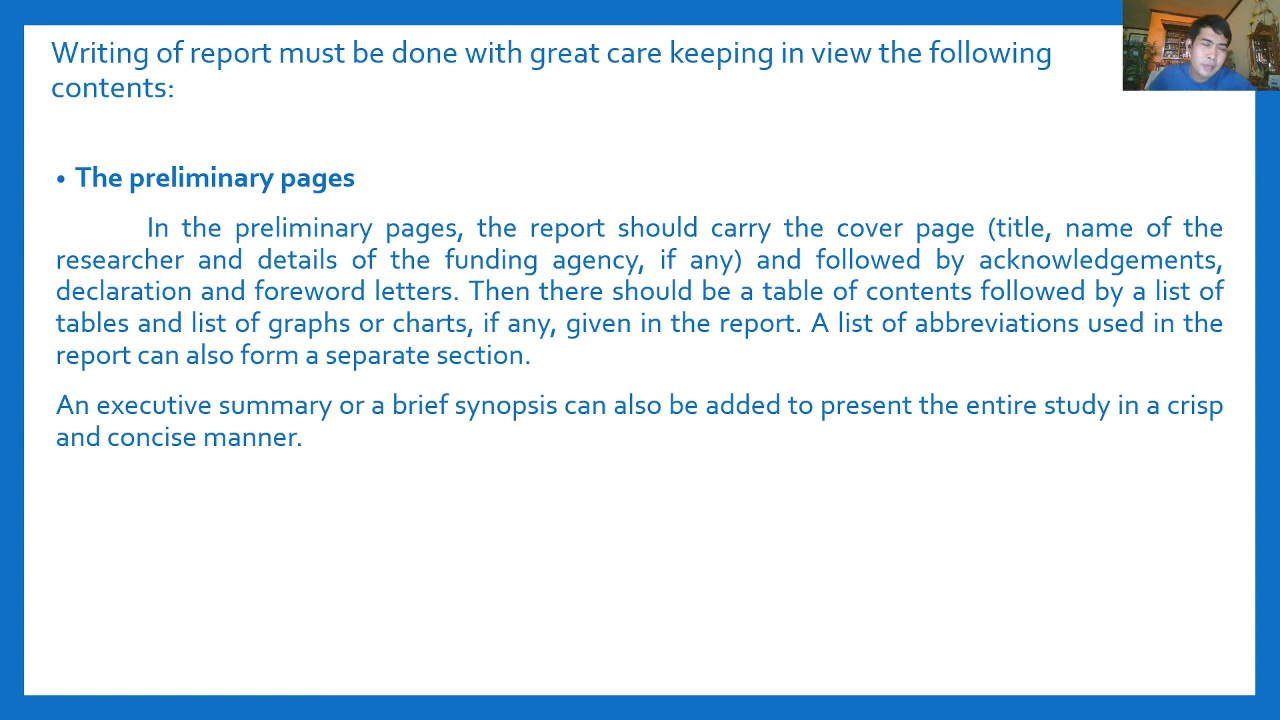 Writing of report must be done with great care keeping in view the following
contents:
• The preliminary pages
In the preliminary pages, the report should carry the cover page (title, name of the
researcher and details of the funding agency, if any) and followed by acknowledgements,
declaration and foreword letters. Then there should be a table of contents followed by a list of
tables and list of graphs or charts, if any, given in the report. A list of abbreviations used in the
report can also form a separate section.
An executive summary or a brief synopsis can also be added to present the entire study in a crisp
and concise manner.